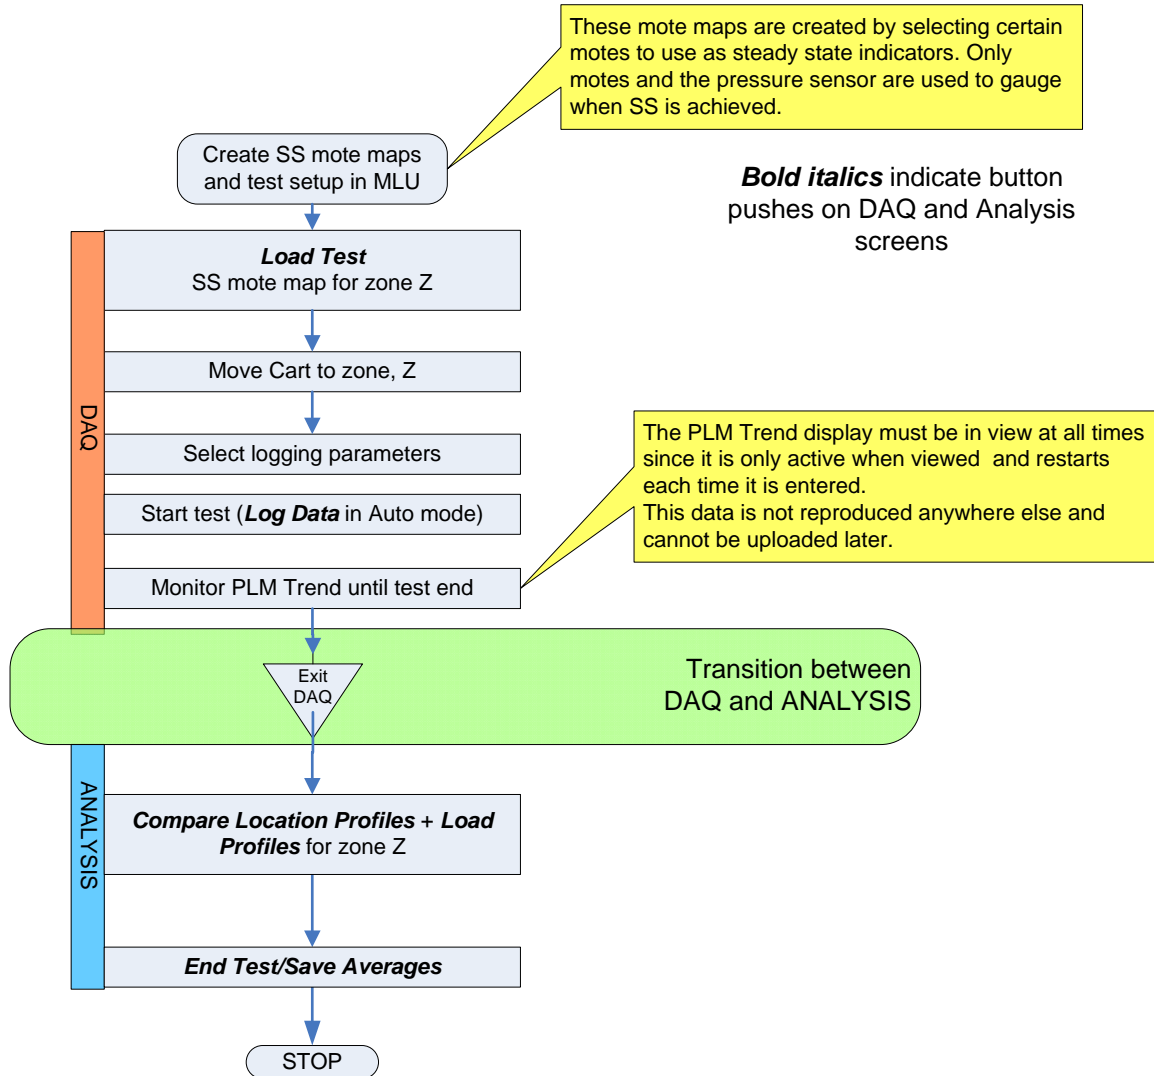 These mote maps are created by selecting certain
motes to use as steady state indicators. Only
motes and the pressure sensor are used to gauge
when SS is achieved.
Create SS mote maps
and test setup in MLU
Bold italics indicate button
pushes on DAQ and Analysis
screens
DAQ
Load Test
SS mote map for zone Z
Move Cart to zone, Z
Select logging parameters
The PLM Trend display must be in view at all times
since it is only active when viewed  and restarts
each time it is entered.
This data is not reproduced anywhere else and
cannot be uploaded later.
Start test (Log Data in Auto mode)
Monitor PLM Trend until test end
Exit
DAQ
Transition between
DAQ and ANALYSIS
ANALYSIS
Compare Location Profiles + Load
Profiles for zone Z
End Test/Save Averages
STOP